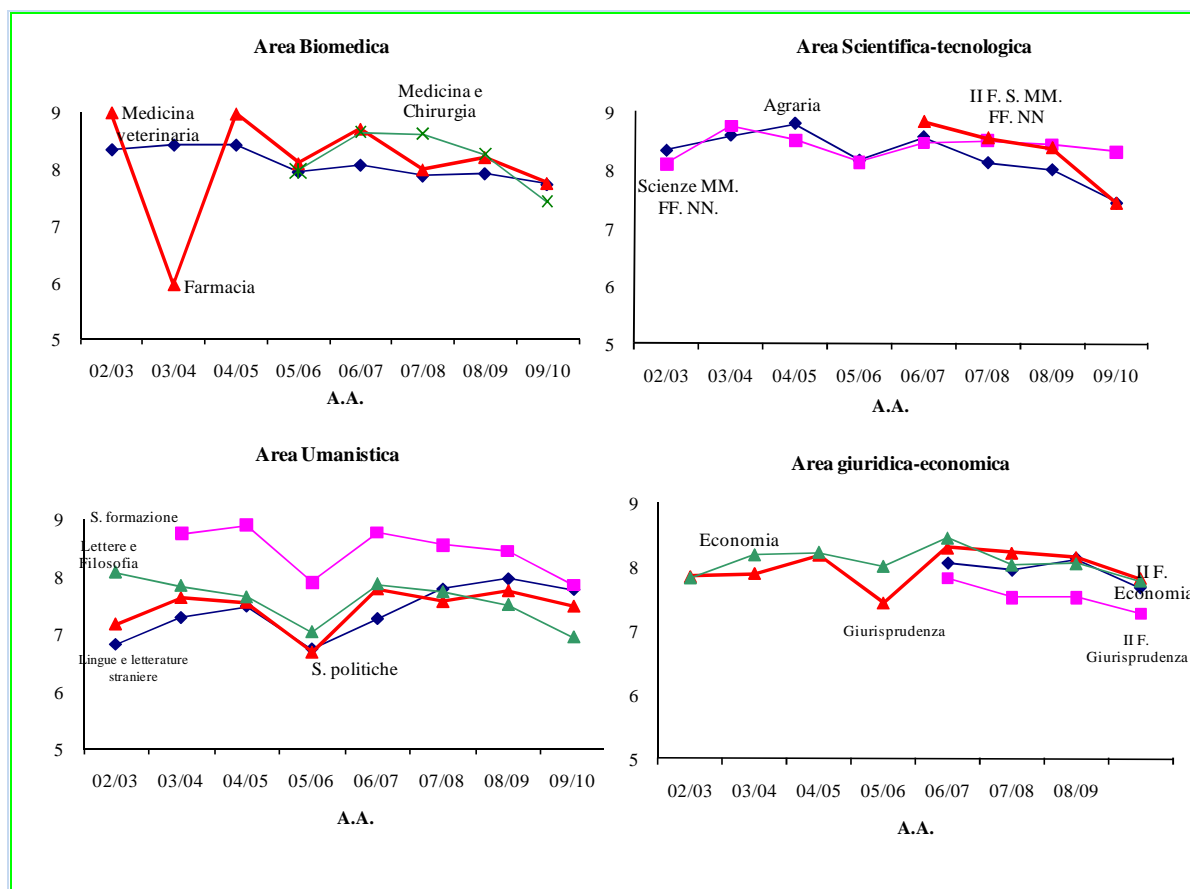 Area Biomedica
9
8
7
6
5
Medicina
veterinaria
Medicina e
Chirurgia
Farmacia
02/03 03/04 04/05 05/06 06/07 07/08 08/09 09/10
A.A.
Area Scientifica-tecnologica
9
8
7
6
5
Agraria
II F. S. MM.
FF. NN
Scienze MM.
FF. NN.
02/03 03/04 04/05 05/06 06/07 07/08 08/09 09/10
A.A.
Area Umanistica
9
8
7
6
5
S. formazione
Lettere e
Filosofia
Lingue e letterature
straniere
S. politiche
02/03 03/04 04/05 05/06 06/07 07/08 08/09 09/10
A.A.
Area giuridica-economica
9
8
7
6
5
Economia
II F.
Economia
Giurisprudenza
II F.
Giurisprudenza
02/03 03/04 04/05 05/06 06/07 07/08 08/09
A.A.